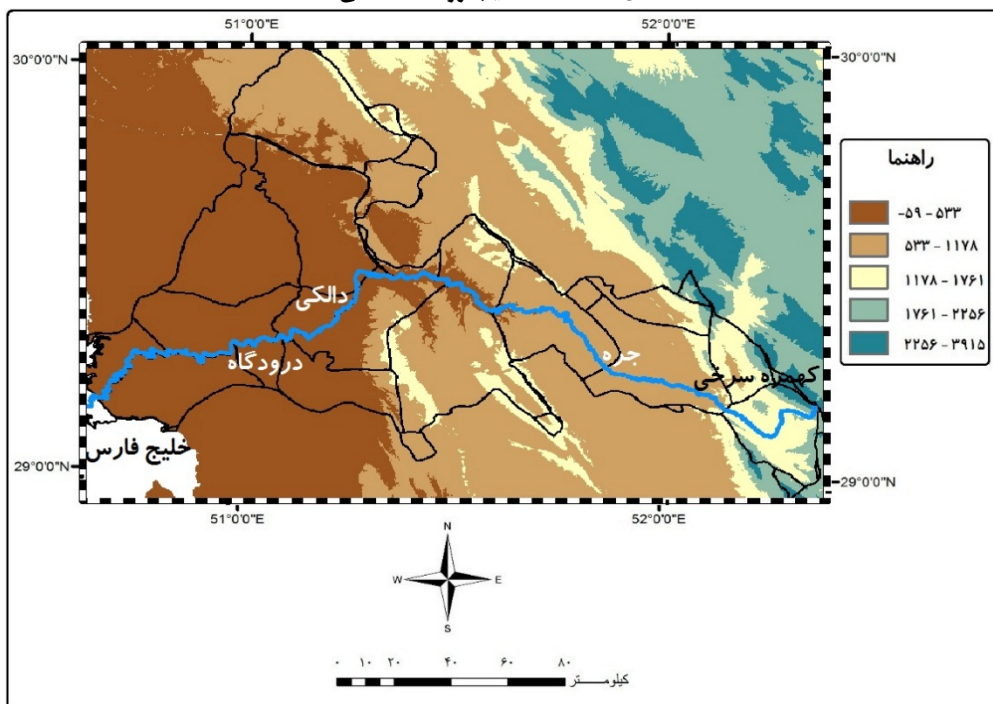 51°0'0"E
52°0'0"E
30°0'0"N
30°0'0"N
راهنما
-۵۹ - ۵۳۳
۵۳۳ - ۱۱۷۸
۱۱۷۸ - ۱۷۶۱
۱۷۶۱ - ۲۲۵۶
۲۲۵۶ - ۳۹۱۵
دالکی
درودگاه
جره
کهمره سرخی
خلیج فارس
29°0'0"N
29°0'0"N
51°0'0"E
52°0'0"E
N
W
E
S
۰ ۱۰ ۲۰ ۴۰ ۶۰ ۸۰
کیلومتر